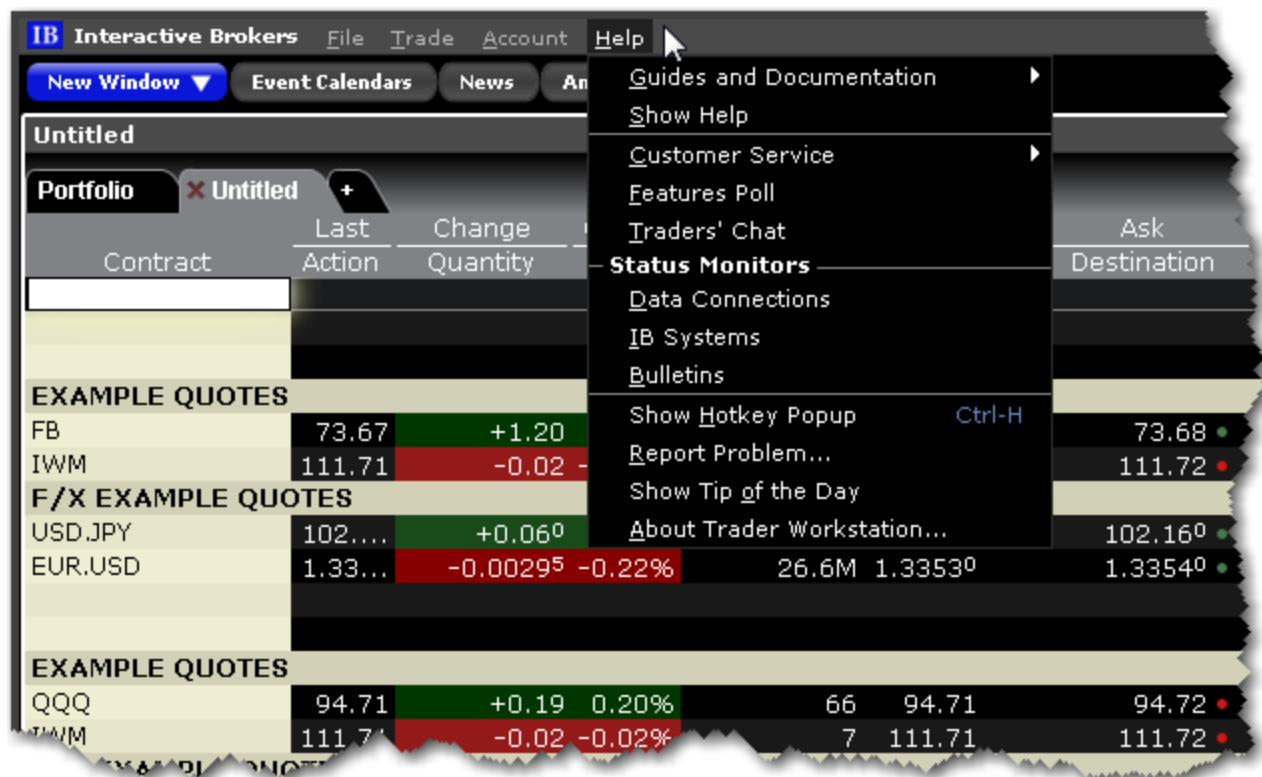 IB Interactive Brokers File Trade Account Help
New Window Event Calendars News
Guides and Documentation
Show Help
Customer Service
Features Poll
Traders' Chat
Status Monitors
Data Connections
IB Systems
Bulletins
Show Hotkey Popup Ctrl-H
Report Problem...
Show Tip of the Day
About Trader Workstation...
Untitled
Portfolio Untitled +
Last Change Ask
Contract Action Quantity Destination
EXAMPLE QUOTES
FB 73.67 +1.20 73.68
IWM 111.71 -0.02 111.72
F/X EXAMPLE QUOTES
USD.JPY 102.... +0.06⁰ 102.16⁰
EUR.USD 1.33... -0.0029⁵ -0.22% 26.6M 1.3353⁰ 1.3354⁰
EXAMPLE QUOTES
QQQ 94.71 +0.19 0.20% 66 94.71 94.72
IWM 111.71 -0.02 -0.02% 7 111.71 111.72